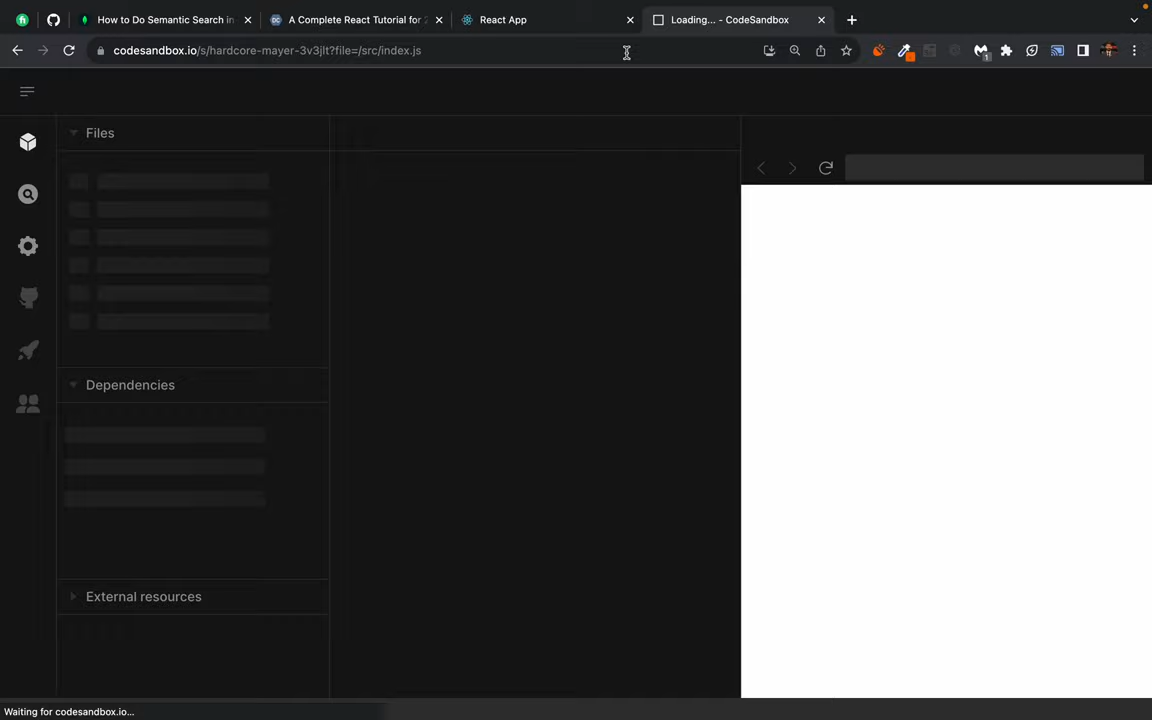 How to Do Semantic Search in
A Complete React Tutorial for 2
React App
Loading... - CodeSandbox
codesandbox.io/s/hardcore-mayer-3v3jlt?file=/src/index.js
1
Files
Dependencies
External resources
Waiting for codesandbox.io...